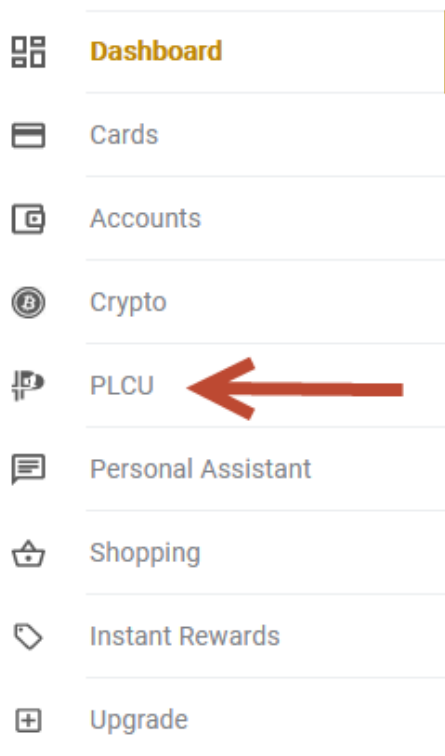 Dashboard
Cards
Accounts
Crypto
PLCU
Personal Assistant
Shopping
Instant Rewards
Upgrade